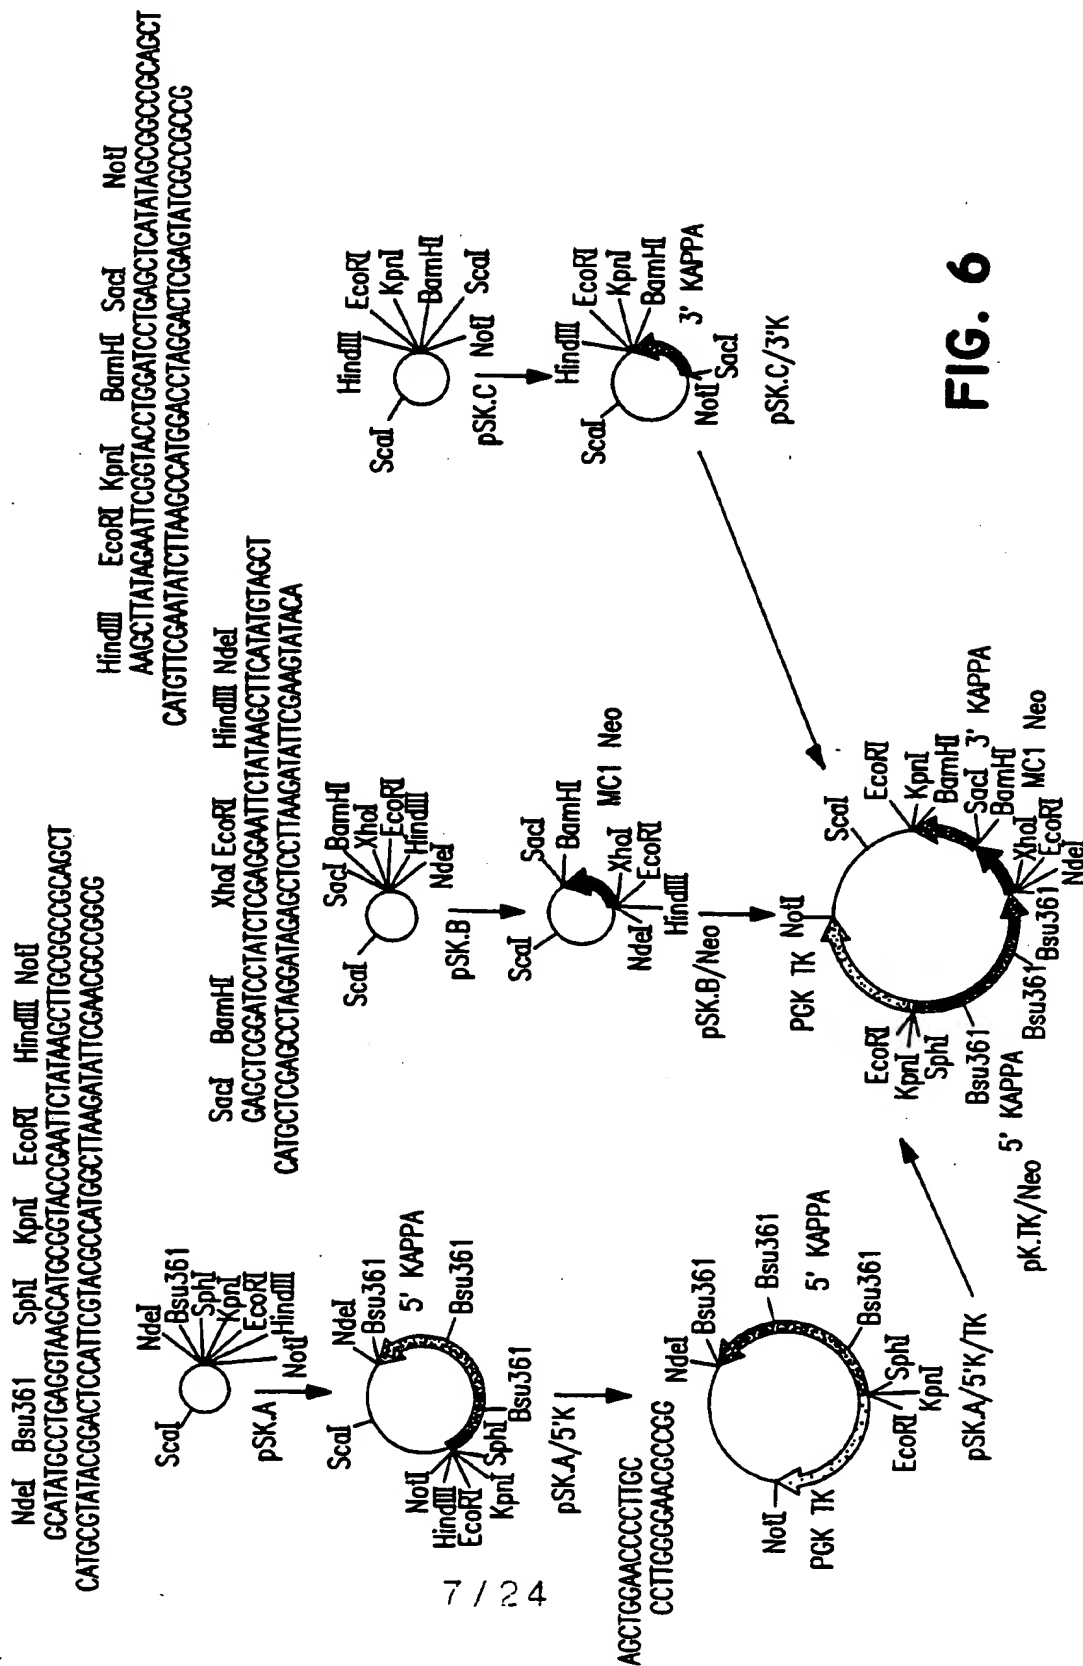 NdeI Bsu361 SphI KpnI EcoRI HindIII NotI
GCATATGCCTGAGGTAAGCATGCGGTACCGAATTCTATAAGCTTGCGGCCGCAGCT
CATGCGTATACGGACTCCATTCGTACGCCATGGCTTAAGATATTCGAACGCCGGCG
SacI BamHI XhoI EcoRI HindIII NdeI
GAGCTCGGATCCTATCTCGAGGAATTCTATAAGCTTCATATGTAGCT
CATGCTCGAGCCTAGGATAGAGCTCCTTAAGATATTCGAAGTATACA
HindIII EcoRI KpnI BamHI SacI NotI
AAGCTTATAGAATTCGGTACCTGGATCCTGAGCTCATATAGCGGCCGCAGCT
CATGTTCGAATATCTTAAGCCATGGACCTAGGACTCGAGTATCGCCGGCG
ScaI
NdeI
Bsu361
SphI
KpnI
EcoRI
HindIII
NotI
pSK.A
ScaI
NdeI
Bsu361
5' KAPPA
Bsu361
Bsu361
SphI
KpnI
EcoRI
HindIII
NotI
pSK.A/5'K
AGCTGGAACCCCTTGC
CCTTGGGGAACGCCGG
NdeI
Bsu361
Bsu361
5' KAPPA
Bsu361
SphI
KpnI
EcoRI
NotI
PGK TK
pSK.A/5'K/TK
ScaI
SacI
BamHI
XhoI
EcoRI
HindIII
NdeI
pSK.B
ScaI
SacI
BamHI
MC1 Neo
XhoI
EcoRI
HindIII
NdeI
pSK.B/Neo
ScaI
HindIII
EcoRI
KpnI
BamHI
ScaI
NotI
pSK.C
ScaI
HindIII
EcoRI
KpnI
BamHI
3' KAPPA
SacI
NotI
pSK.C/3'K
PGK TK
NotI
ScaI
EcoRI
KpnI
BamHI
SacI 3' KAPPA
BamHI
MC1 Neo
XhoI
EcoRI
NdeI
Bsu361
Bsu361
Bsu361
5' KAPPA
SphI
KpnI
EcoRI
pK.TK/Neo
FIG. 6
7/24